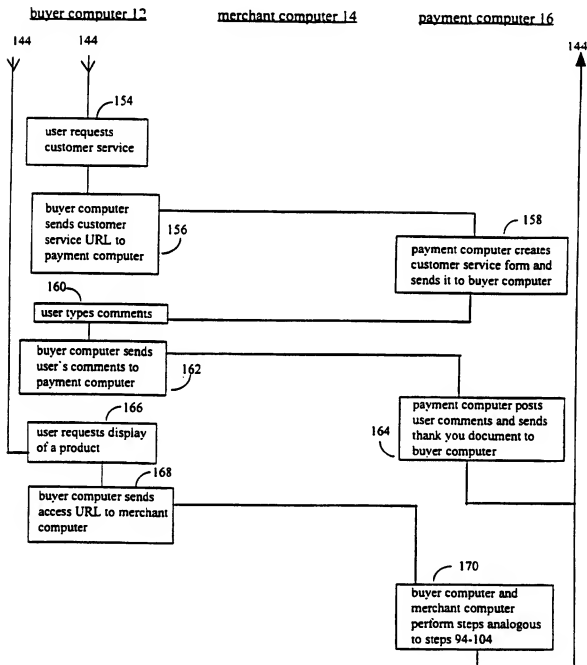 buyer computer 12
merchant computer 14
payment computer 16
144
144
144
154
user requests
customer service
buyer computer
sends customer
service URL to
payment computer
156
158
payment computer creates
customer service form and
sends it to buyer computer
160
user types comments
buyer computer sends
user's comments to
payment computer
162
payment computer posts
user comments and sends
thank you document to
buyer computer
164
166
user requests display
of a product
168
buyer computer sends
access URL to merchant
computer
170
buyer computer and
merchant computer
perform steps analogous
to steps 94-104